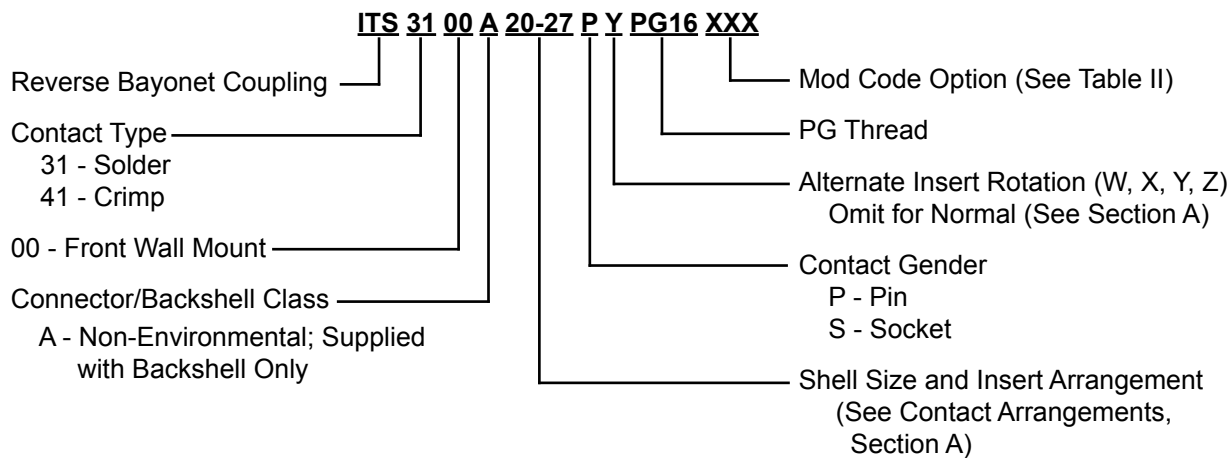 ITS 31 00 A 20-27 P Y PG16 XXX
Reverse Bayonet Coupling
Contact Type
31 - Solder
41 - Crimp
00 - Front Wall Mount
Connector/Backshell Class
A - Non-Environmental; Supplied
with Backshell Only
Mod Code Option (See Table II)
PG Thread
Alternate Insert Rotation (W, X, Y, Z)
Omit for Normal (See Section A)
Contact Gender
P - Pin
S - Socket
Shell Size and Insert Arrangement
(See Contact Arrangements,
Section A)